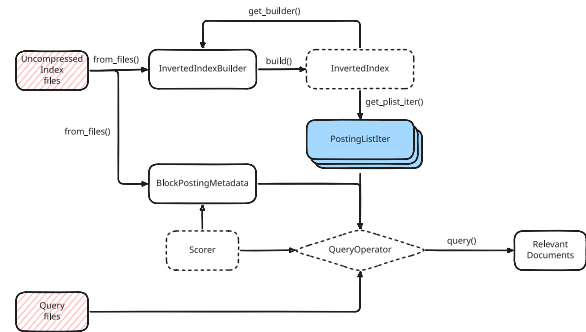 get_builder()
Uncompressed
Index
files
from_files()
InvertedIndexBuilder
build()
InvertedIndex
get_plist_iter()
from_files()
PostingListIter
BlockPostingMetadata
Scorer
QueryOperator
query()
Relevant
Documents
Query
files